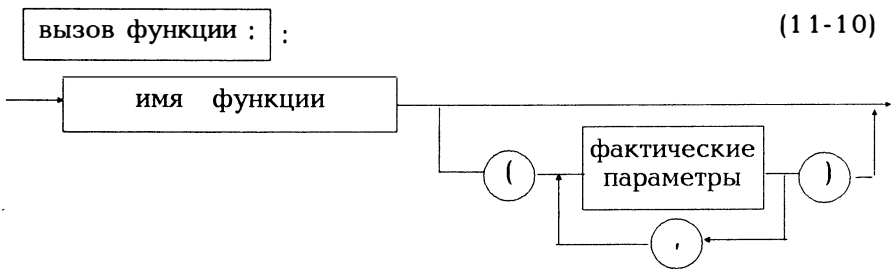 вызов функции : :
(11-10)
имя функции
фактические
параметры
(
)
,